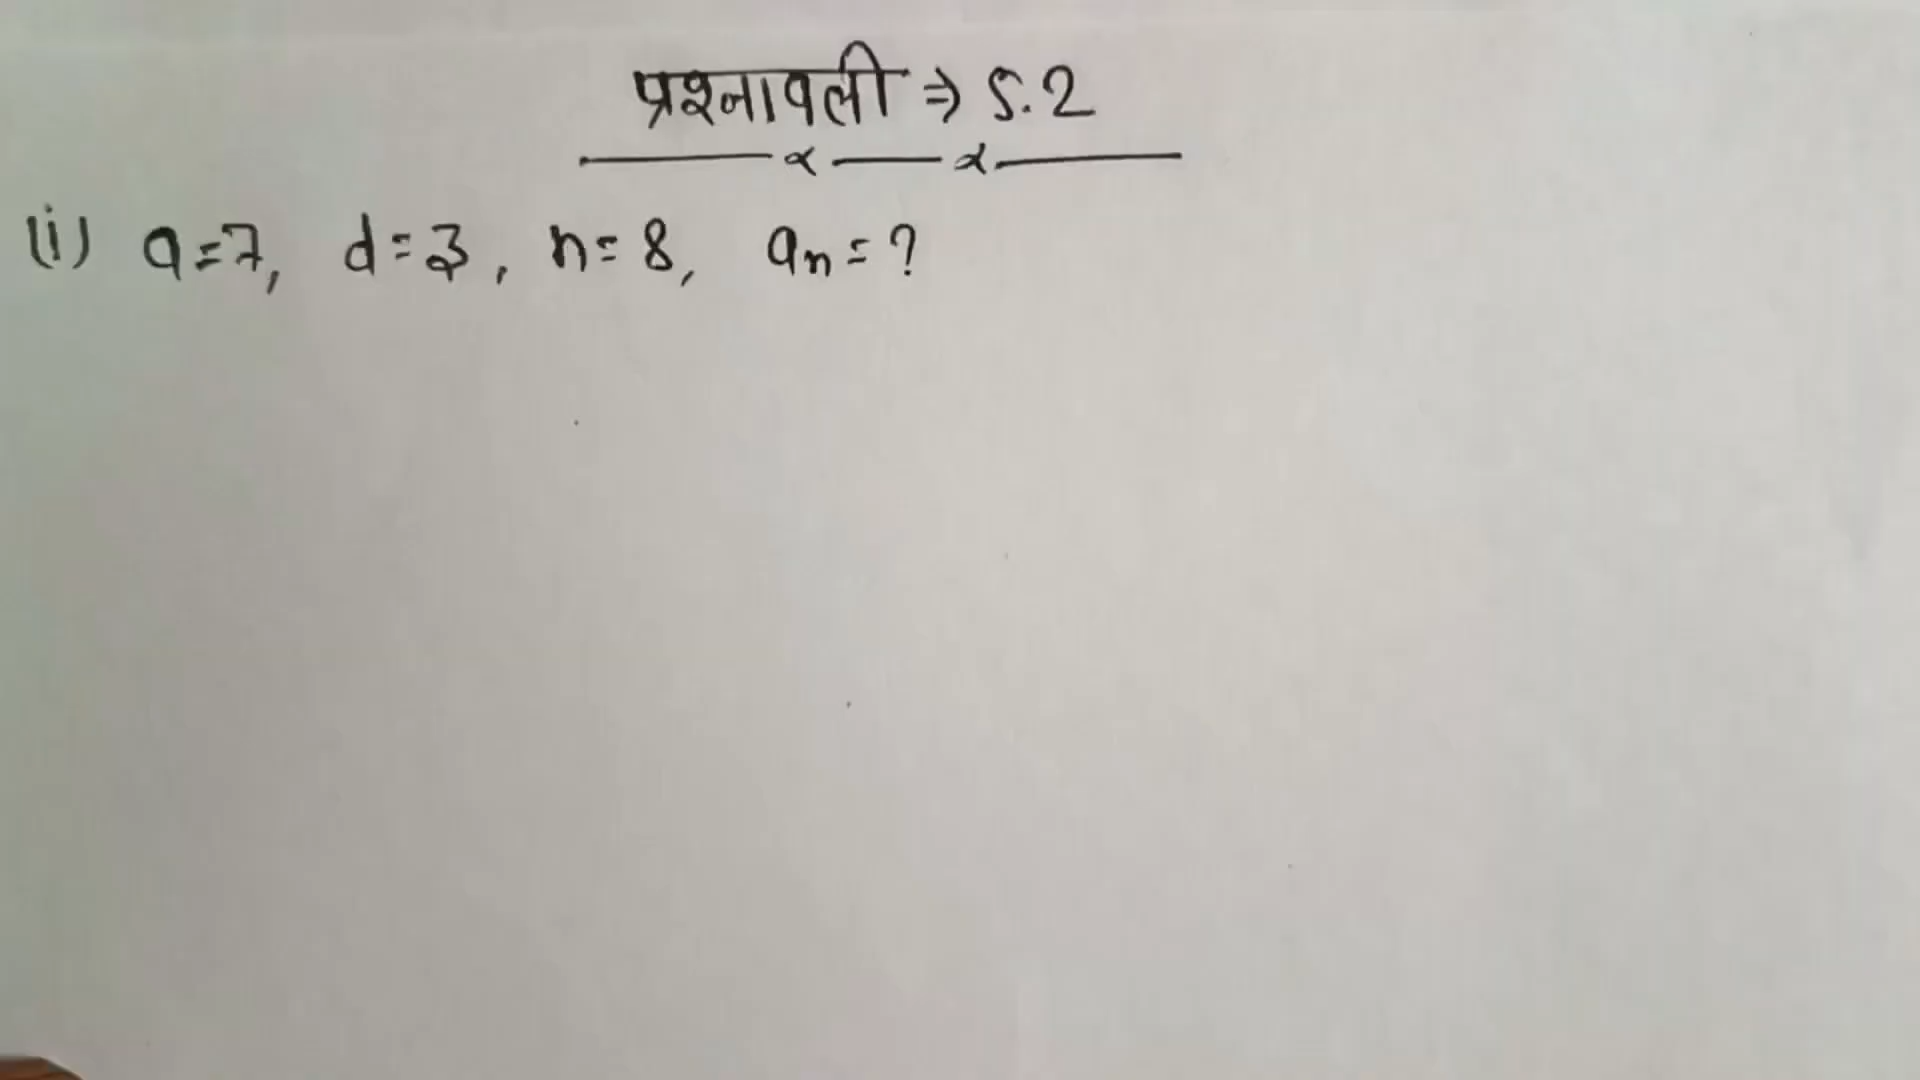 प्रश्नावली ⇒ 5.2
(i) a=7, d=3, n=8, an=?